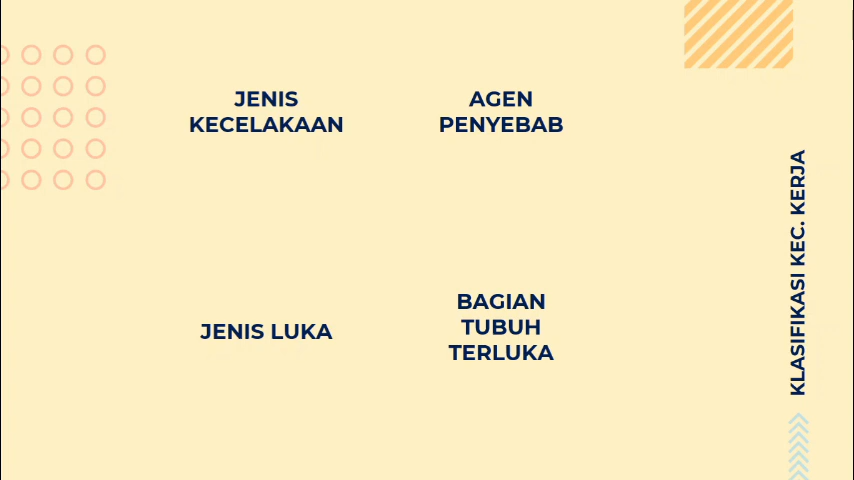 JENIS
KECELAKAAN
AGEN
PENYEBAB
JENIS LUKA
BAGIAN
TUBUH
TERLUKA
KLASIFIKASI KEC. KERJA